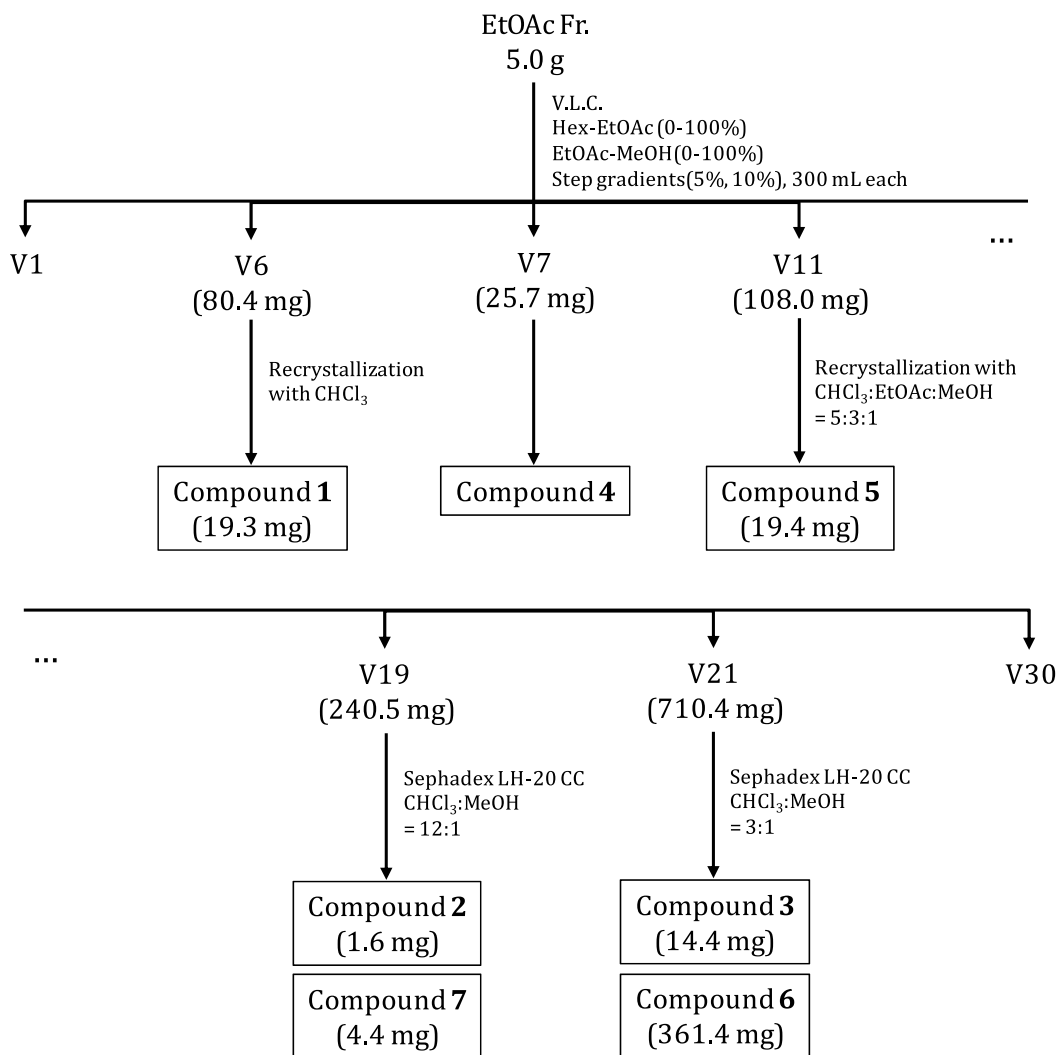 EtOAc Fr.
5.0 g
V.L.C.
Hex-EtOAc (0-100%)
EtOAc-MeOH(0-100%)
Step gradients(5%, 10%), 300 mL each
...
V1
V6
(80.4 mg)
V7
(25.7 mg)
V11
(108.0 mg)
Recrystallization
with CHCl₃
Recrystallization with
CHCl₃:EtOAc:MeOH
= 5:3:1
Compound 1
(19.3 mg)
Compound 4
Compound 5
(19.4 mg)
...
V19
(240.5 mg)
V21
(710.4 mg)
V30
Sephadex LH-20 CC
CHCl₃:MeOH
= 12:1
Sephadex LH-20 CC
CHCl₃:MeOH
= 3:1
Compound 2
(1.6 mg)
Compound 3
(14.4 mg)
Compound 7
(4.4 mg)
Compound 6
(361.4 mg)